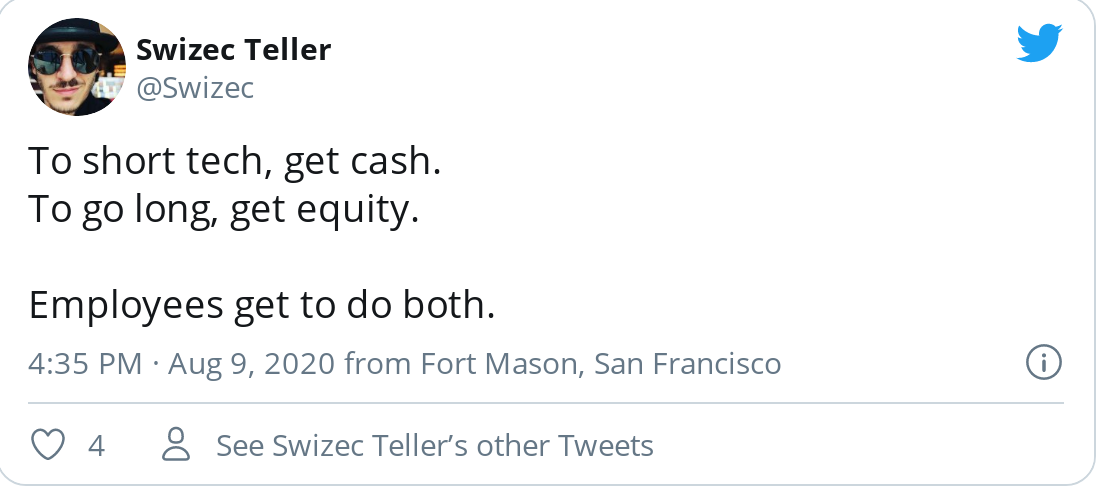 Swizec Teller
@Swizec
To short tech, get cash.
To go long, get equity.
Employees get to do both.
4:35 PM · Aug 9, 2020 from Fort Mason, San Francisco
4
See Swizec Teller’s other Tweets